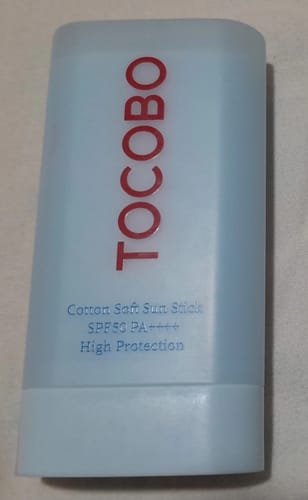 TOCOBO
Cotton Soft Sun Stick
SPF50 PA++++
High Protection